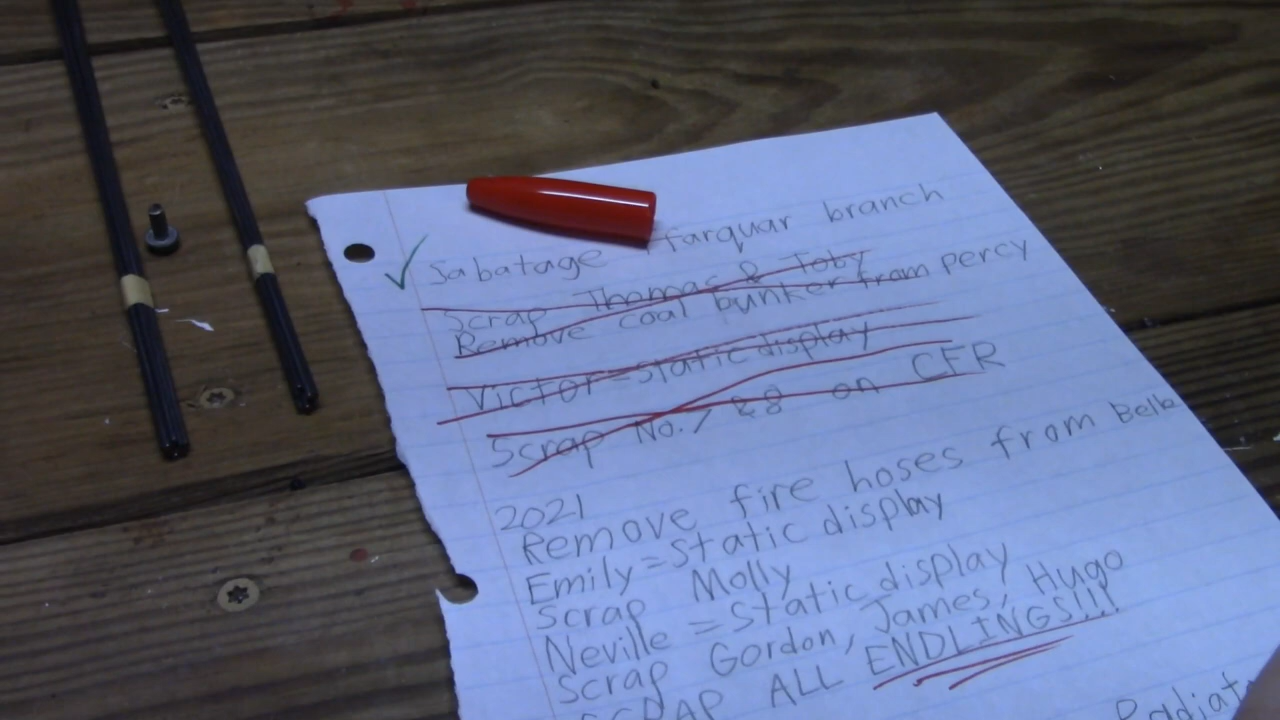 ✓ Sabatage farquar branch
Scrap Thomas & Toby
Remove coal bunker from percy
Victor = static display
Scrap No. 7 & 8 on CFR
2021
Remove fire hoses from Belle
Emily = static display
Scrap Molly
Neville = static display
Scrap Gordon, James, Hugo
SCRAP ALL ENDLINGS!!!